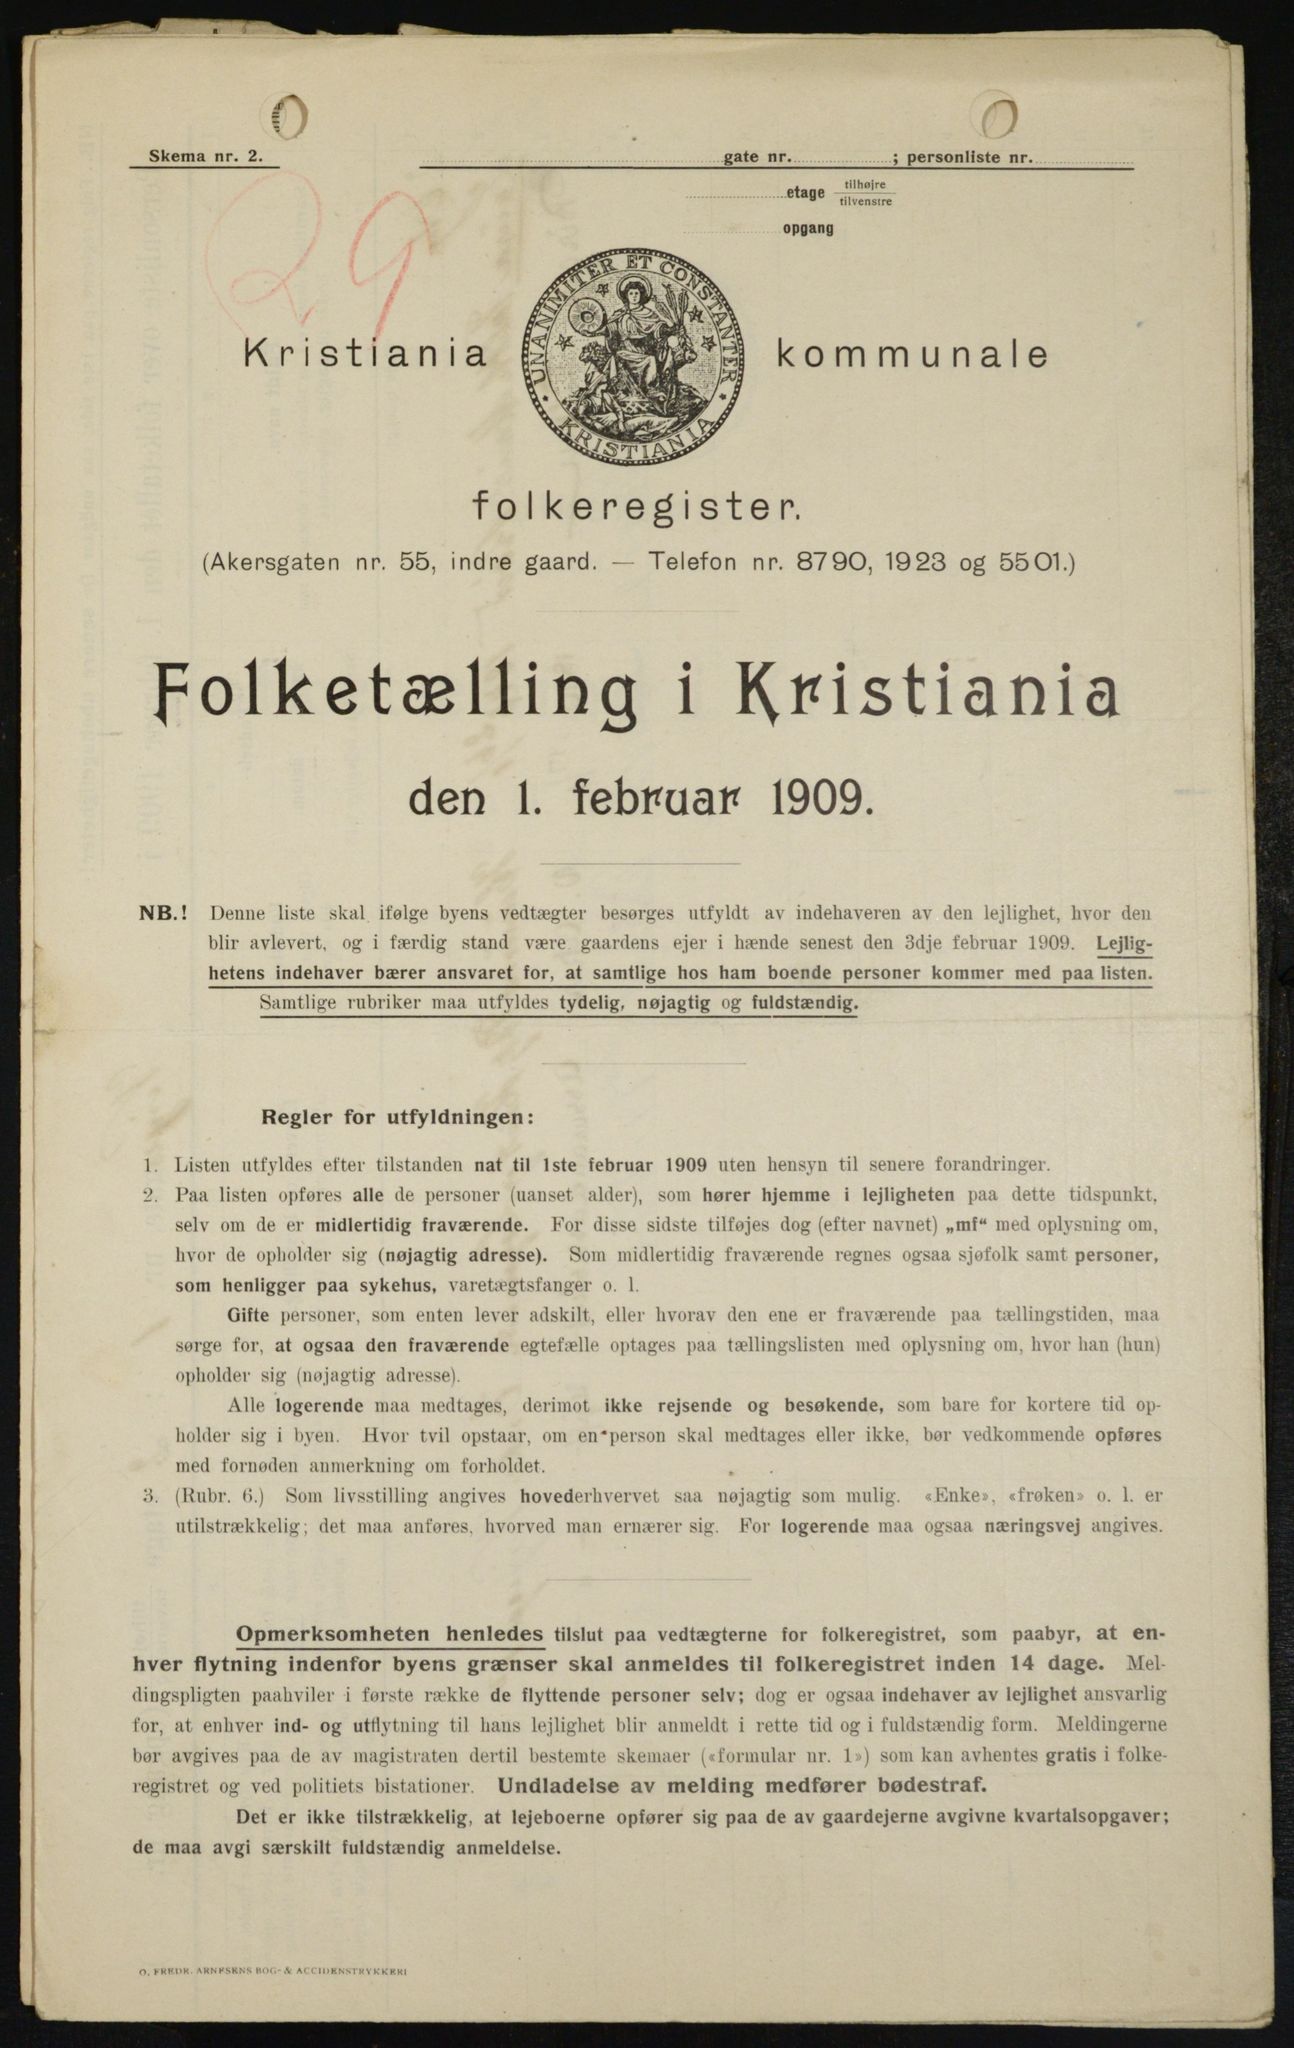 Skema nr. 2.
gate nr. ; personliste nr.
etage tilhøjre
tilvenstre
opgang
29
UNANIMITER ET CONSTANTER
KRISTIANIA
Kristiania kommunale
folkeregister.
(Akersgaten nr. 55, indre gaard. — Telefon nr. 8790, 1923 og 5501.)
Folketælling i Kristiania
den 1. februar 1909.
NB.! Denne liste skal ifølge byens vedtægter besørges utfyldt av indehaveren av den lejlighet, hvor den
blir avlevert, og i færdig stand være gaardens ejer i hænde senest den 3dje februar 1909. Lejlig-
hetens indehaver bærer ansvaret for, at samtlige hos ham boende personer kommer med paa listen.
Samtlige rubriker maa utfyldes tydelig, nøjagtig og fuldstændig.
Regler for utfyldningen:
1. Listen utfyldes efter tilstanden nat til 1ste februar 1909 uten hensyn til senere forandringer.
2. Paa listen opføres alle de personer (uanset alder), som hører hjemme i lejligheten paa dette tidspunkt,
selv om de er midlertidig fraværende. For disse sidste tilføjes dog (efter navnet) „mf“ med oplysning om,
hvor de opholder sig (nøjagtig adresse). Som midlertidig fraværende regnes ogsaa sjøfolk samt personer,
som henligger paa sykehus, varetægtsfanger o. l.
Gifte personer, som enten lever adskilt, eller hvorav den ene er fraværende paa tællingstiden, maa
sørge for, at ogsaa den fraværende egtefælle optages paa tællingslisten med oplysning om, hvor han (hun)
opholder sig (nøjagtig adresse).
Alle logerende maa medtages, derimot ikke rejsende og besøkende, som bare for kortere tid op-
holder sig i byen. Hvor tvil opstaar, om en person skal medtages eller ikke, bør vedkommende opføres
med fornøden anmerkning om forholdet.
3. (Rubr. 6.) Som livsstilling angives hovederhvervet saa nøjagtig som mulig. «Enke», «frøken» o. l. er
utilstrækkelig; det maa anføres, hvorved man ernærer sig. For logerende maa ogsaa næringsvej angives.
Opmerksomheten henledes tilslut paa vedtægterne for folkeregistret, som paabyr, at en-
hver flytning indenfor byens grænser skal anmeldes til folkeregistret inden 14 dage. Mel-
dingspligten paahviler i første række de flyttende personer selv; dog er ogsaa indehaver av lejlighet ansvarlig
for, at enhver ind- og utflytning til hans lejlighet blir anmeldt i rette tid og i fuldstændig form. Meldingerne
bør avgives paa de av magistraten dertil bestemte skemaer («formular nr. 1») som kan avhentes gratis i folke-
registret og ved politiets bistationer. Undladelse av melding medfører bødestraf.
Det er ikke tilstrækkelig, at lejeboerne opfører sig paa de av gaardejerne avgivne kvartalsopgaver;
de maa avgi særskilt fuldstændig anmeldelse.
O. FREDR. ARNESENS BOG- & ACCIDENSTRYKKERI